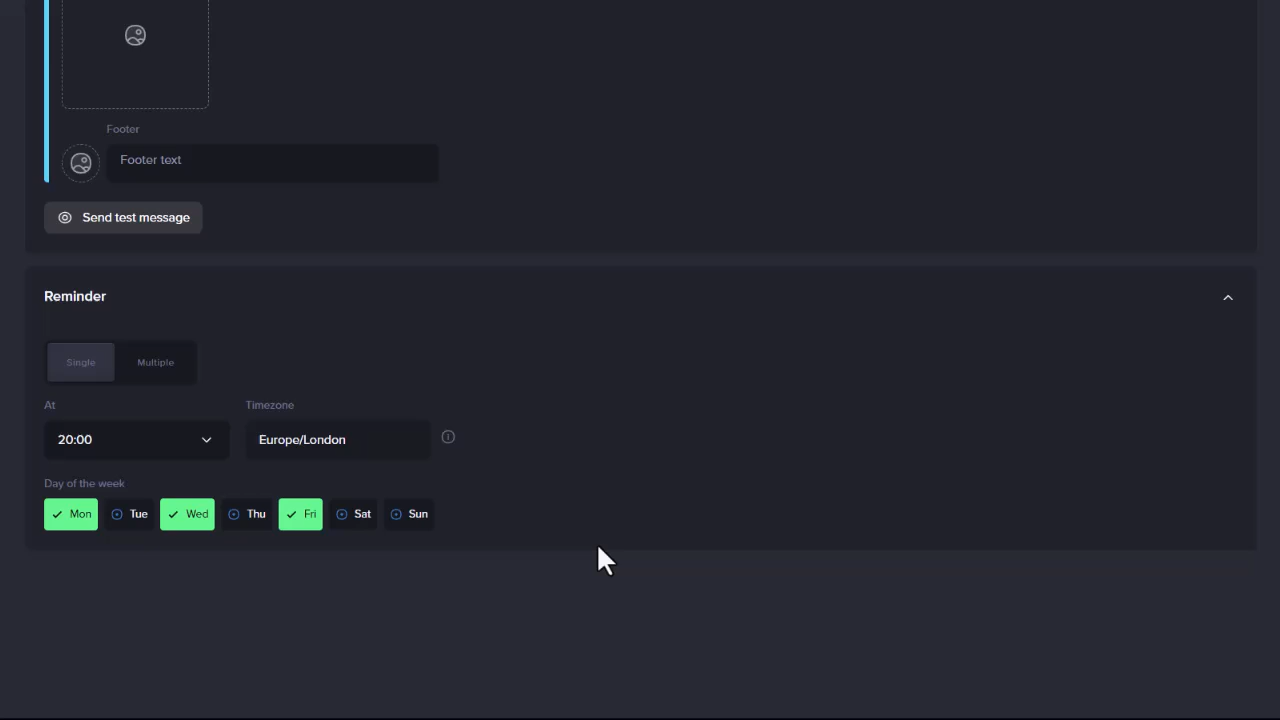 Footer
Footer text
Send test message
Reminder
Single Multiple
At Timezone
20:00 Europe/London
Day of the week
Mon Tue Wed Thu Fri Sat Sun